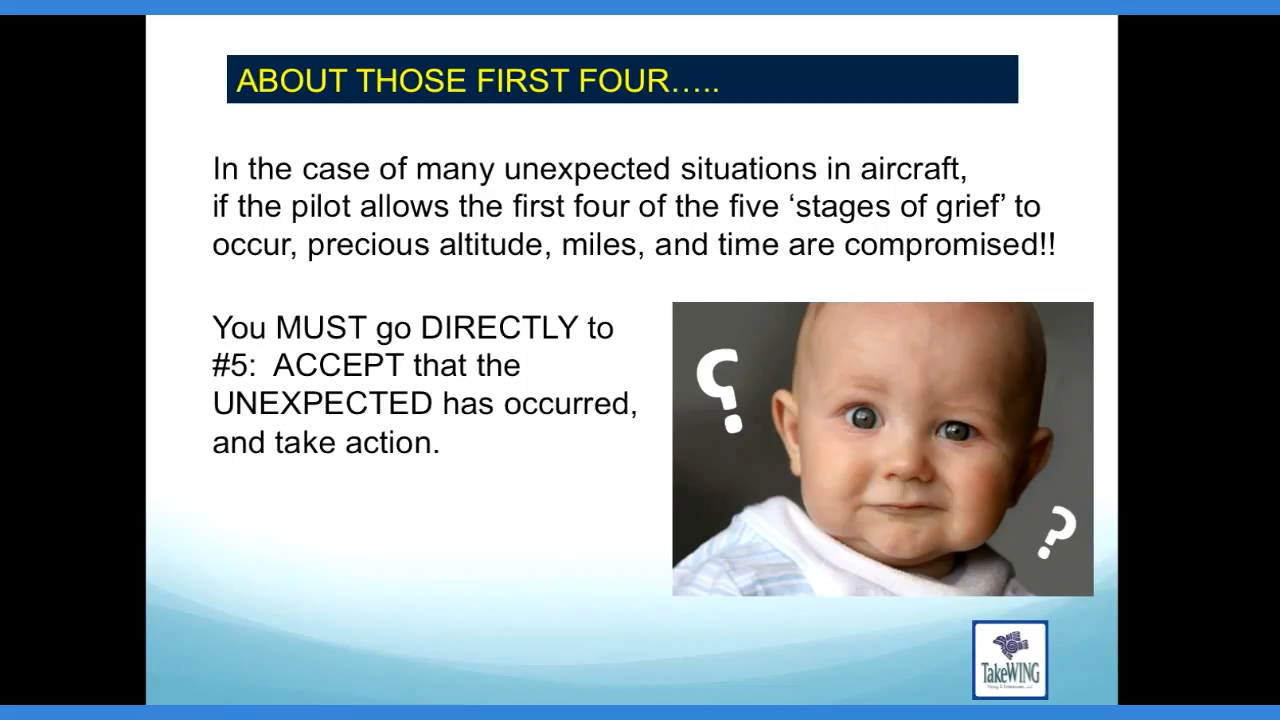 ABOUT THOSE FIRST FOUR…..
In the case of many unexpected situations in aircraft,
if the pilot allows the first four of the five ‘stages of grief’ to
occur, precious altitude, miles, and time are compromised!!
You MUST go DIRECTLY to
#5:  ACCEPT that the
UNEXPECTED has occurred,
and take action.
?
?
TakeWING